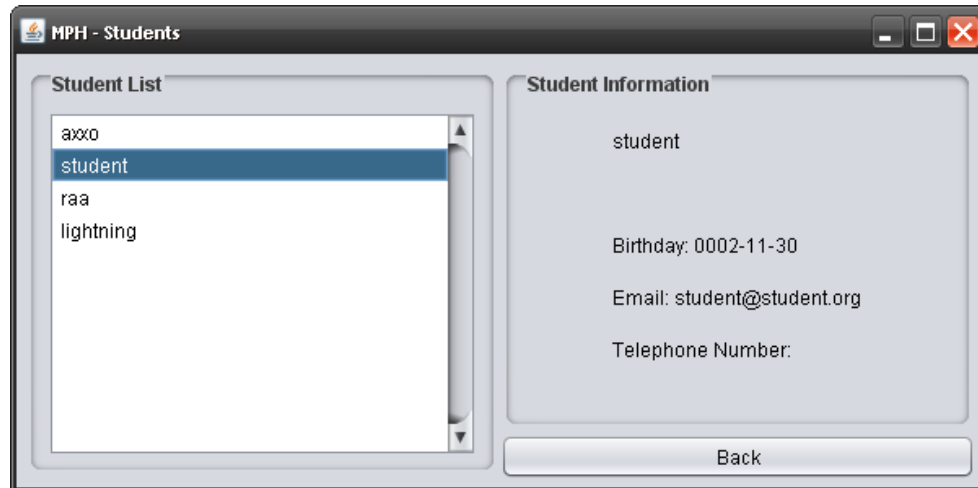 MPH - Students
Student List
axxo
student
raa
lightning
Student Information
student
Birthday: 0002-11-30
Email: student@student.org
Telephone Number:
Back